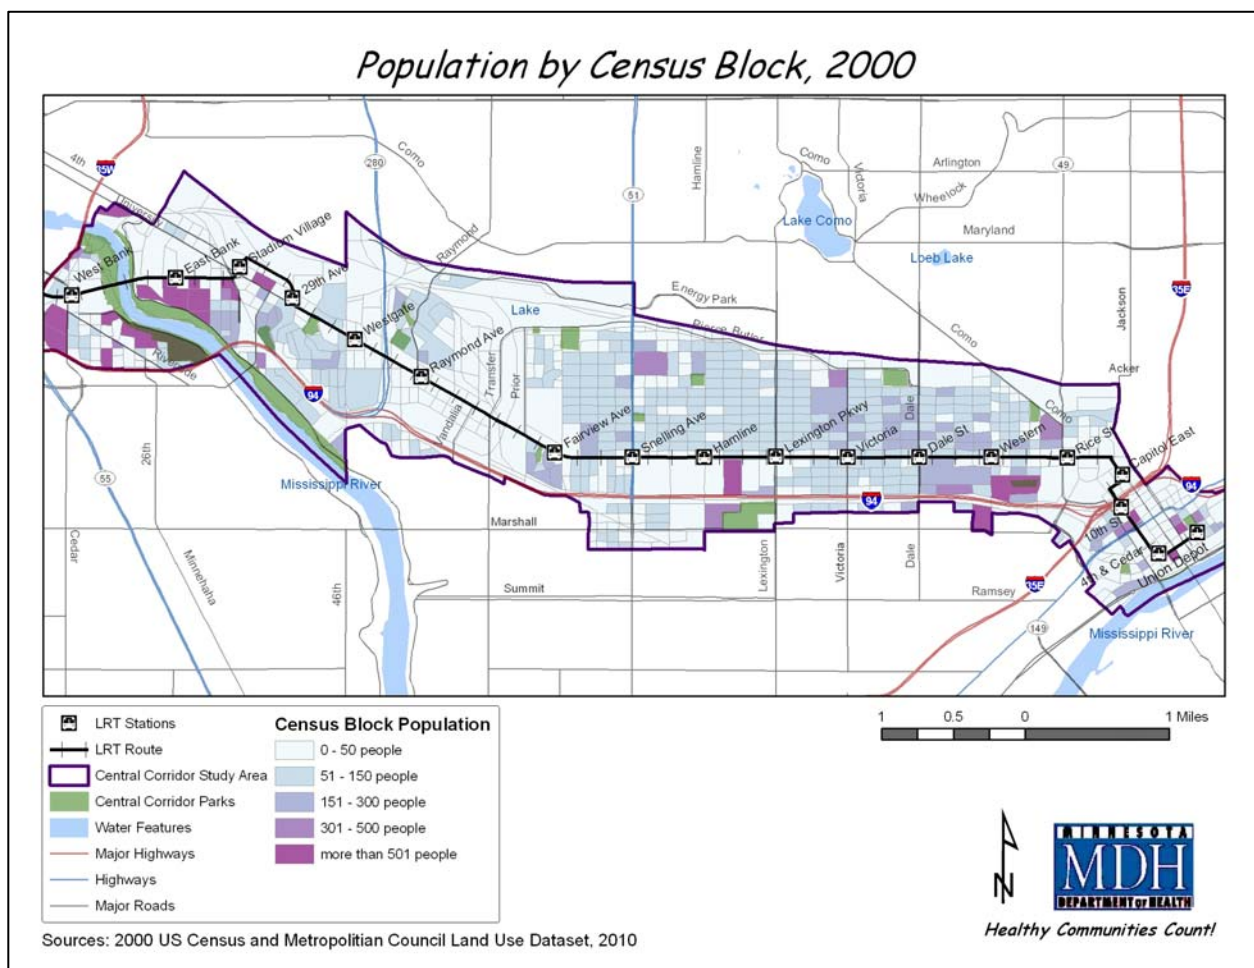 Population by Census Block, 2000
35W
4th
University
Como
280
51
Hamline
Como
Victoria
Arlington
49
Wheelock
Lake Como
Maryland
Loeb Lake
West Bank
East Bank
Stadium Village
29th Ave
Westgate
Raymond
Raymond Ave
Lake
Energy Park
Pierce Butler
Como
35E
Jackson
Acker
Riverside
94
Vandalia
Transfer
Prior
Fairview Ave
Snelling Ave
Hamline
Lexington Pkwy
Victoria
Dale
Dale St
Western
Como
Rice St
Capitol East
94
94
10th St
4th & Cedar
Union Depot
55
26th
Mississippi River
Cedar
Minnehaha
46th
Marshall
Summit
Lexington
Victoria
Dale
Ramsey
35E
149
Mississippi River
LRT Stations
LRT Route
Central Corridor Study Area
Central Corridor Parks
Water Features
Major Highways
Highways
Major Roads
Census Block Population
0 - 50 people
51 - 150 people
151 - 300 people
301 - 500 people
more than 501 people
1 0.5 0 1 Miles
N
MINNESOTA
MDH
DEPARTMENT OF HEALTH
Healthy Communities Count!
Sources: 2000 US Census and Metropolitian Council Land Use Dataset, 2010